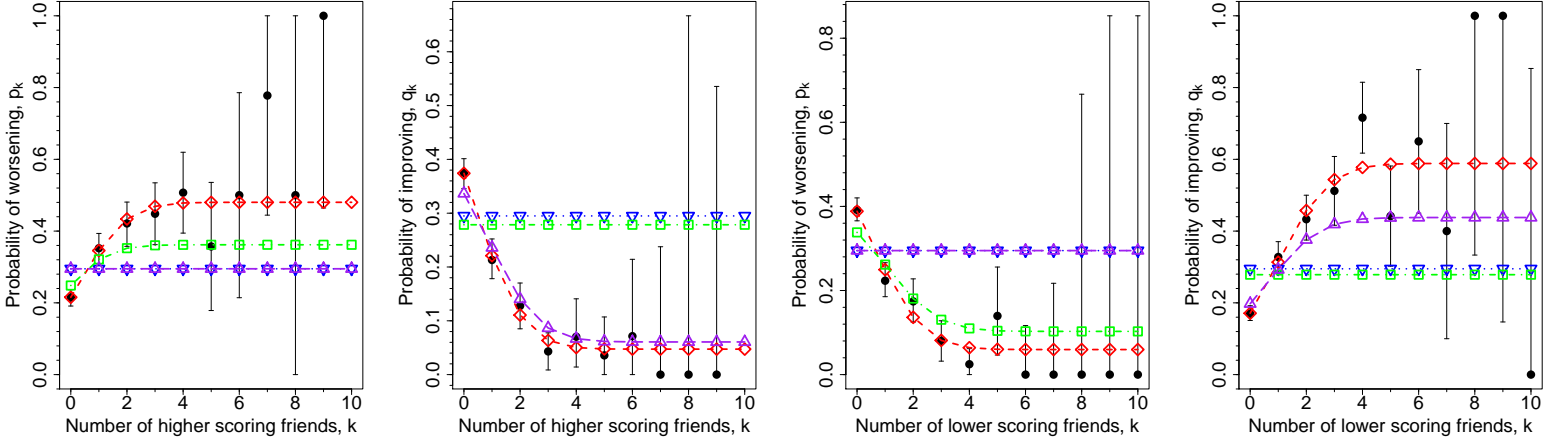 Probability of worsening, pk
0.0 0.2 0.4 0.6 0.8 1.0
0 2 4 6 8 10
Number of higher scoring friends, k
Probability of improving, qk
0.0 0.1 0.2 0.3 0.4 0.5 0.6
0 2 4 6 8 10
Number of higher scoring friends, k
Probability of worsening, pk
0.0 0.2 0.4 0.6 0.8
0 2 4 6 8 10
Number of lower scoring friends, k
Probability of improving, qk
0.0 0.2 0.4 0.6 0.8 1.0
0 2 4 6 8 10
Number of lower scoring friends, k